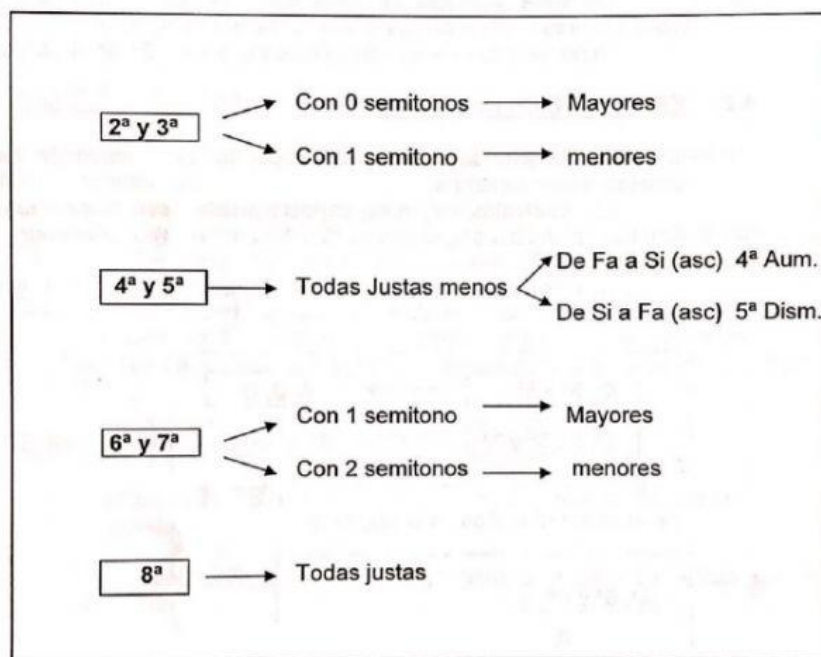 2ª y 3ª
Con 0 semitonos Mayores
Con 1 semitono menores
4ª y 5ª Todas Justas menos
De Fa a Si (asc) 4ª Aum.
De Si a Fa (asc) 5ª Dism.
6ª y 7ª
Con 1 semitono Mayores
Con 2 semitonos menores
8ª Todas justas